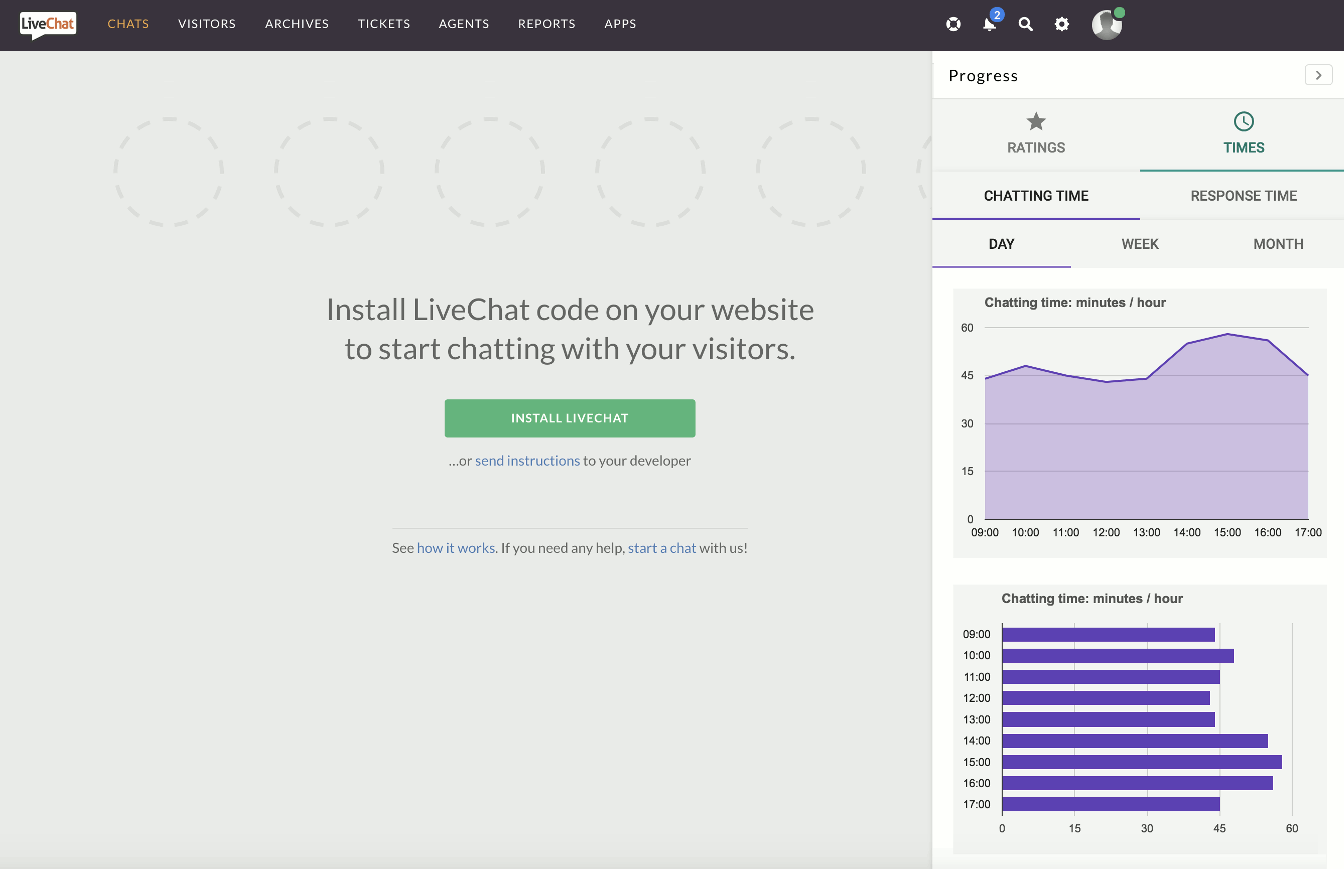 LiveChat CHATS VISITORS ARCHIVES TICKETS AGENTS REPORTS APPS 2
Install LiveChat code on your website
to start chatting with your visitors.
INSTALL LIVECHAT
...or send instructions to your developer
See how it works. If you need any help, start a chat with us!
Progress
RATINGS TIMES
CHATTING TIME RESPONSE TIME
DAY WEEK MONTH
Chatting time: minutes / hour
60
45
30
15
0
09:00 10:00 11:00 12:00 13:00 14:00 15:00 16:00 17:00
Chatting time: minutes / hour
09:00
10:00
11:00
12:00
13:00
14:00
15:00
16:00
17:00
0 15 30 45 60